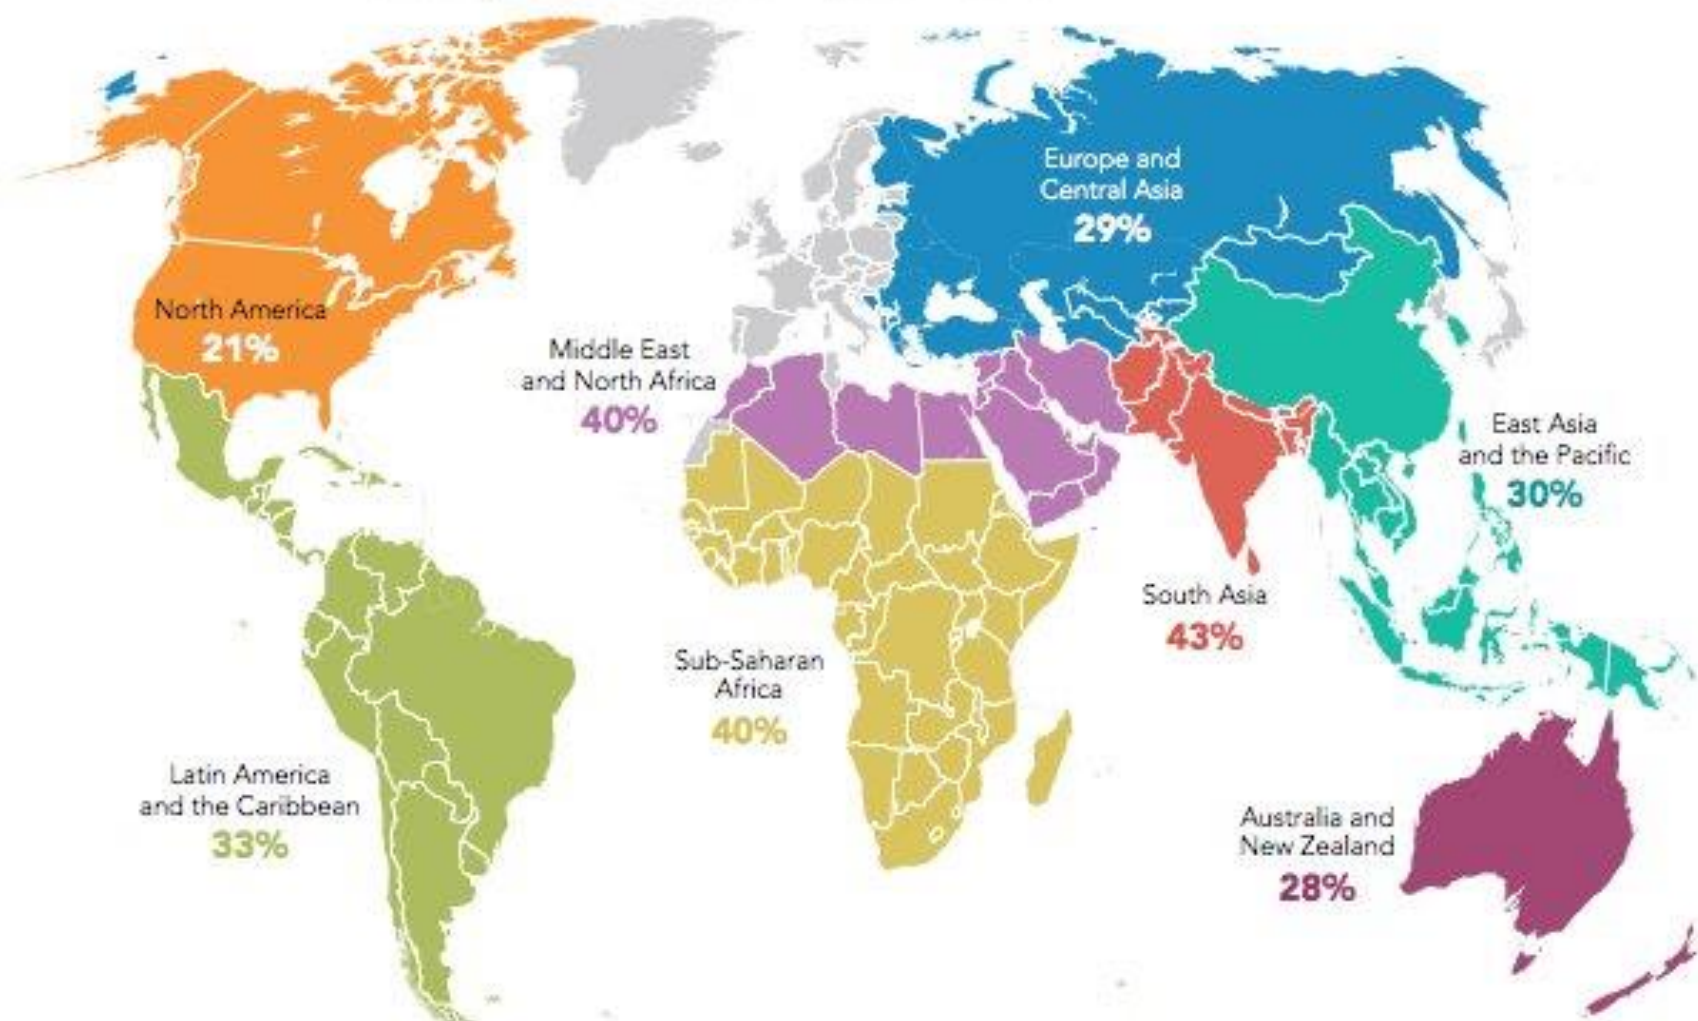 Europe and
Central Asia
29%
North America
21%
Middle East
and North Africa
40%
East Asia
and the Pacific
30%
South Asia
43%
Sub-Saharan
Africa
40%
Latin America
and the Caribbean
33%
Australia and
New Zealand
28%